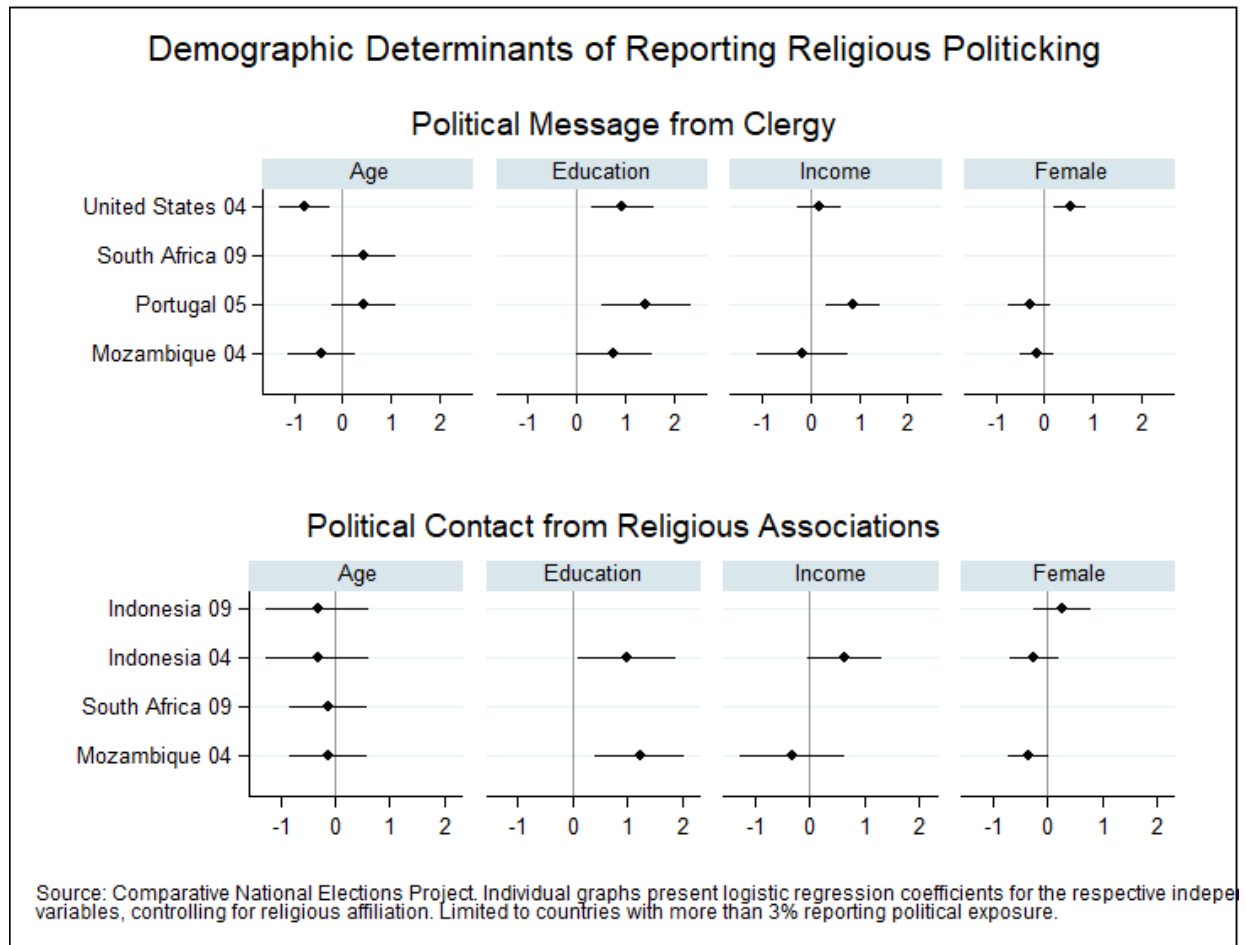 Demographic Determinants of Reporting Religious Politicking
Political Message from Clergy
Age Education Income Female
United States 04
South Africa 09
Portugal 05
Mozambique 04
-1 0 1 2 -1 0 1 2 -1 0 1 2 -1 0 1 2
Political Contact from Religious Associations
Age Education Income Female
Indonesia 09
Indonesia 04
South Africa 09
Mozambique 04
-1 0 1 2 -1 0 1 2 -1 0 1 2 -1 0 1 2
Source: Comparative National Elections Project. Individual graphs present logistic regression coefficients for the respective
variables, controlling for religious affiliation. Limited to countries with more than 3% reporting political exposure.